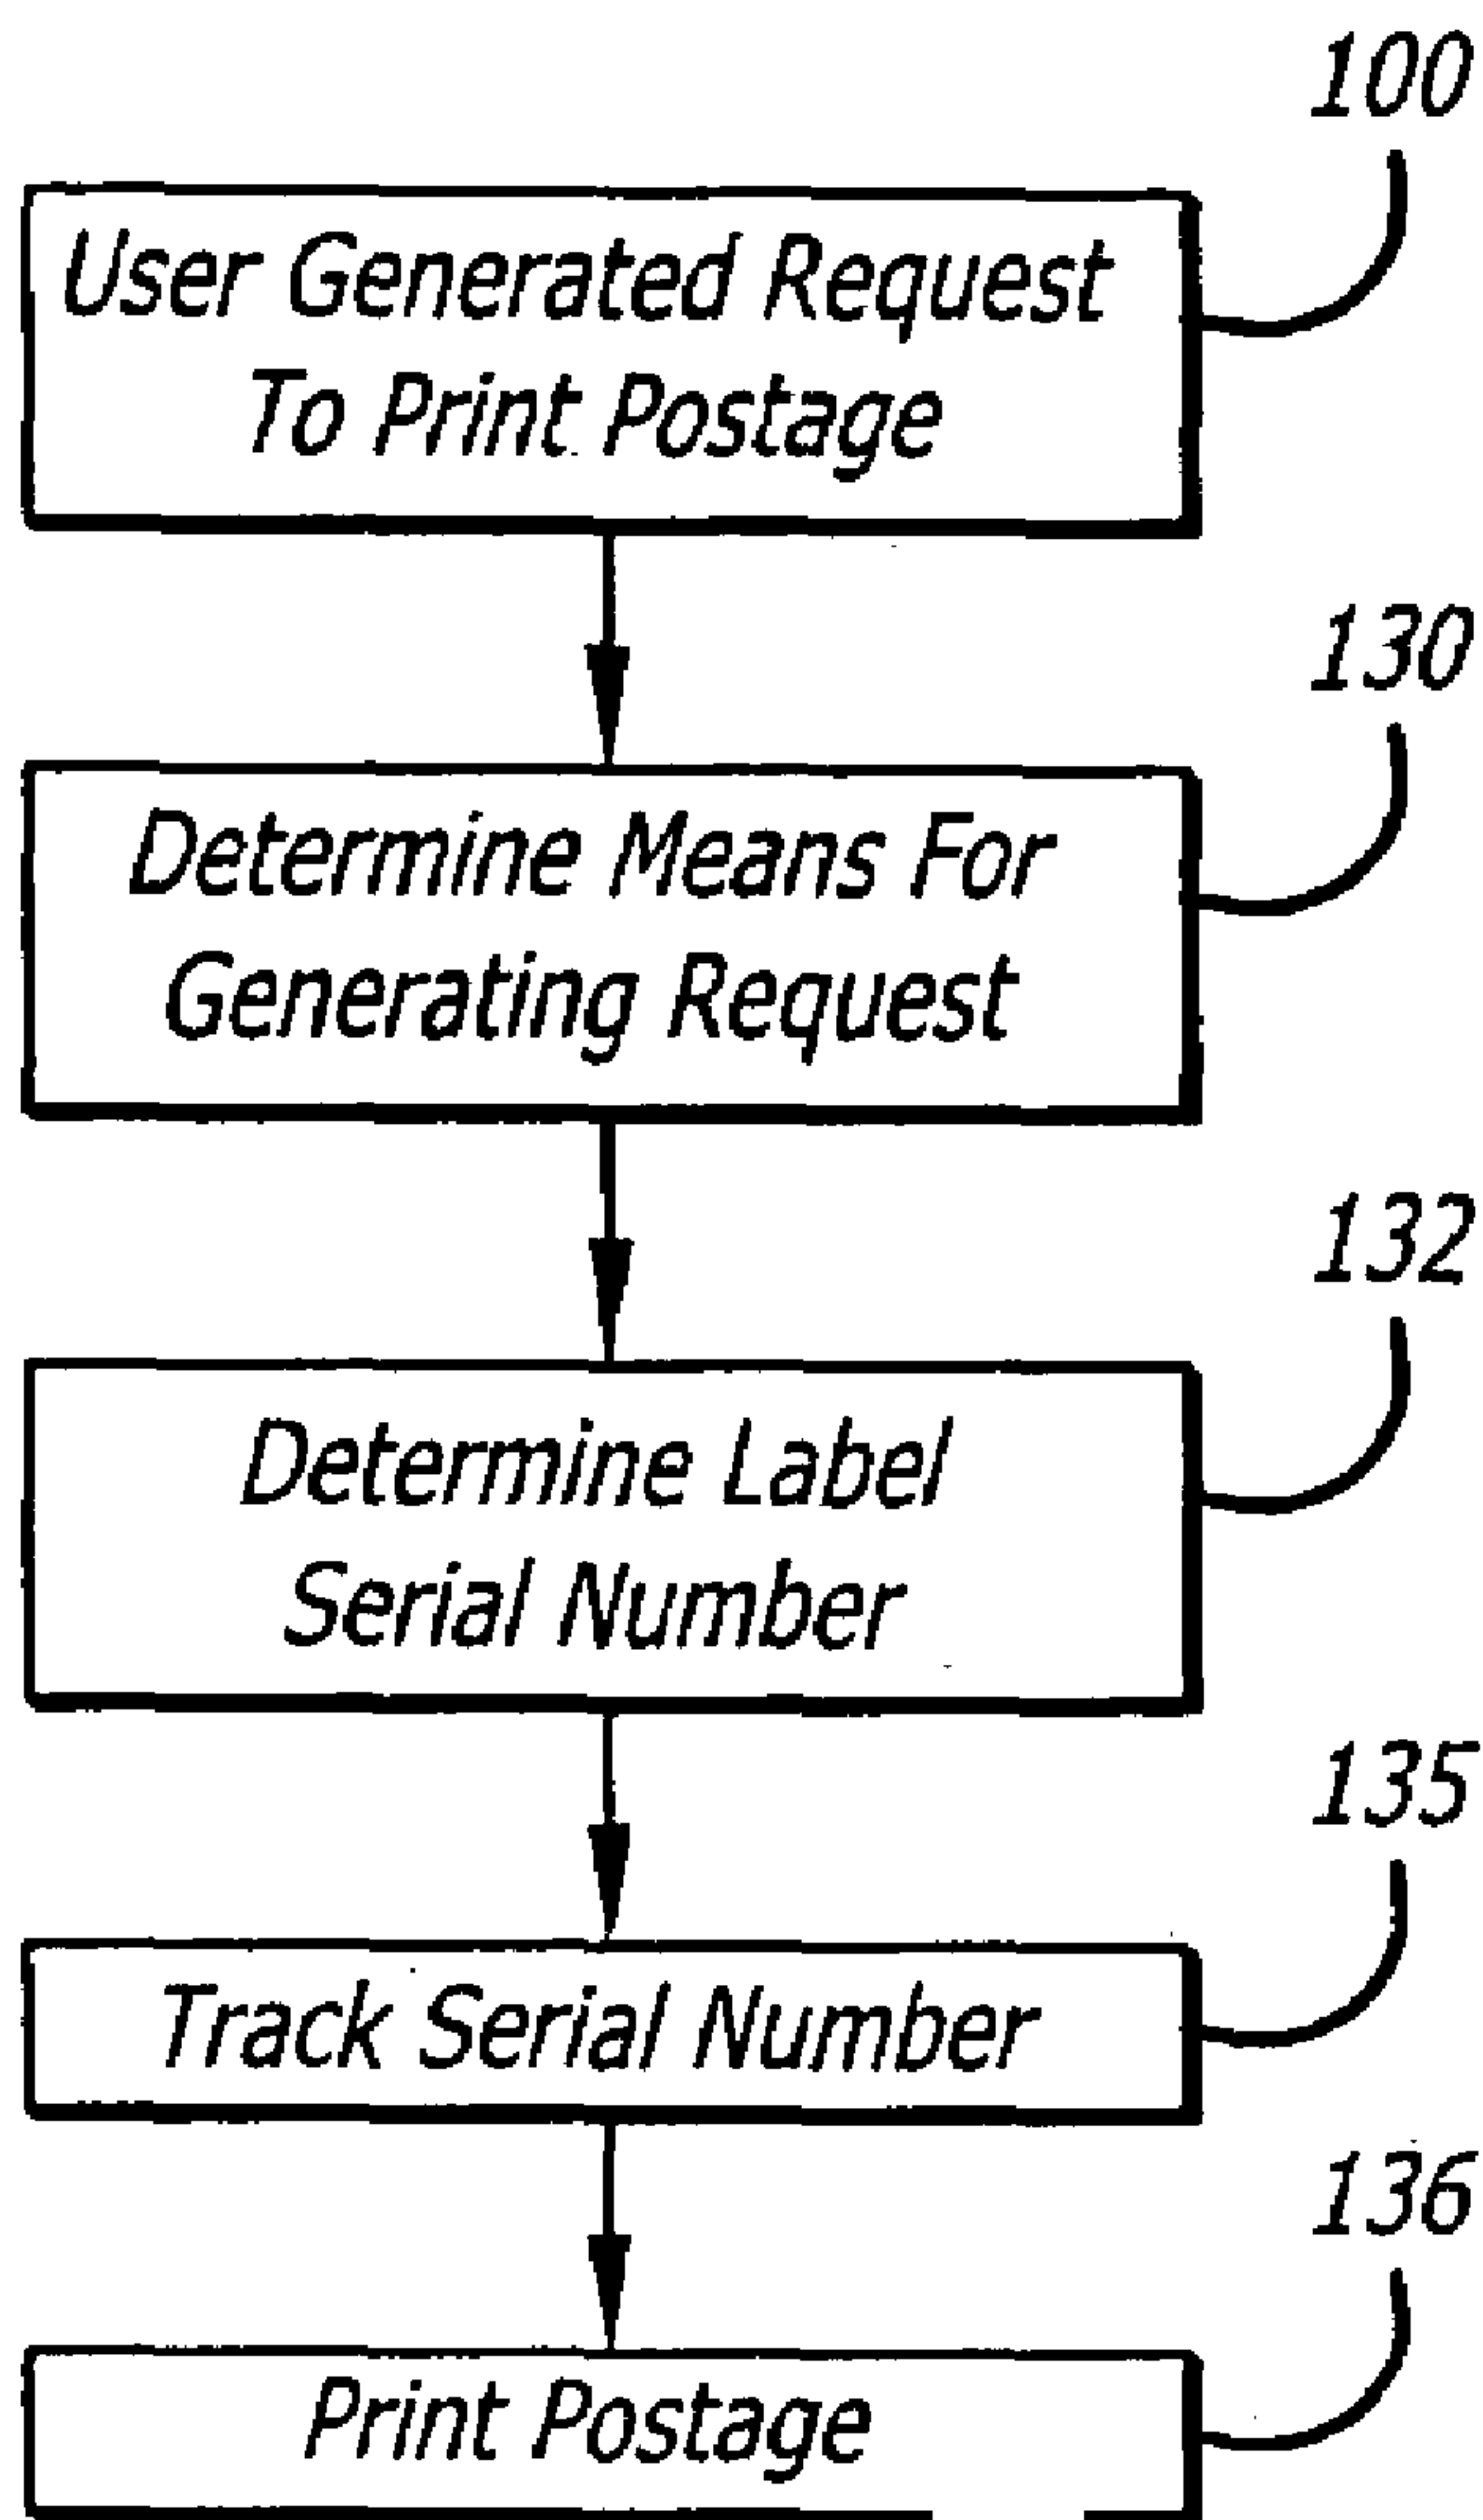 100
User Generated Request
To Print Postage
130
Determine Means For
Generating Request
132
Determine Label
Serial Number
135
Track Serial Number
136
Print Postage